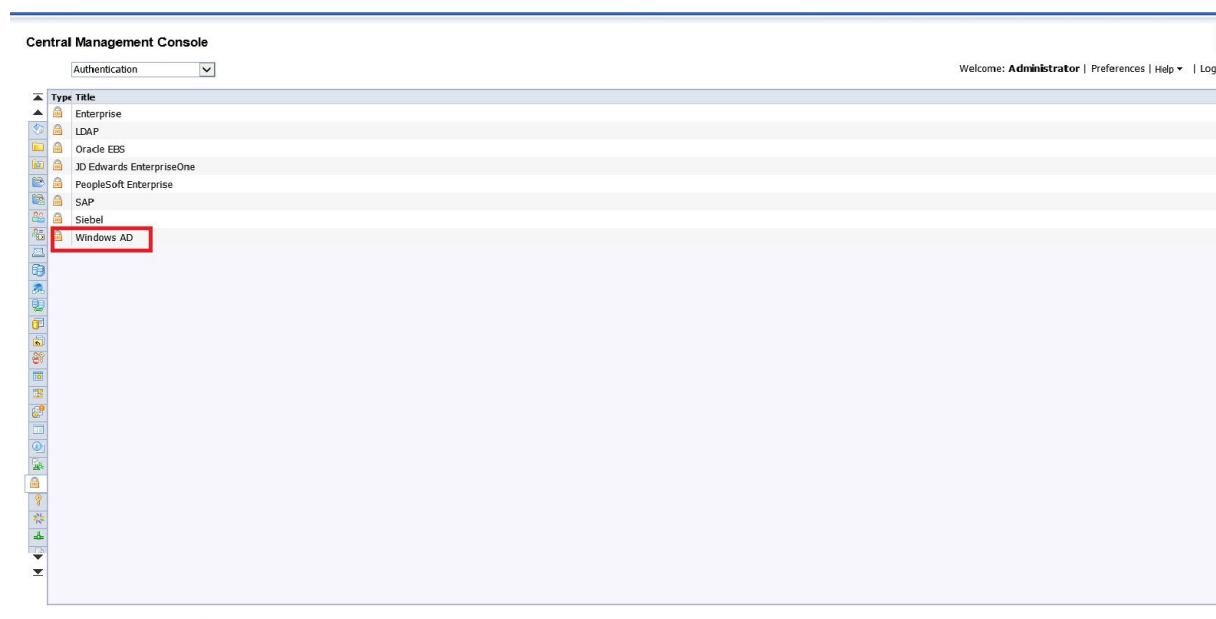 Central Management Console
Authentication
Welcome: Administrator | Preferences | Help | Log
Type Title
Enterprise
LDAP
Oracle EBS
JD Edwards EnterpriseOne
PeopleSoft Enterprise
SAP
Siebel
Windows AD